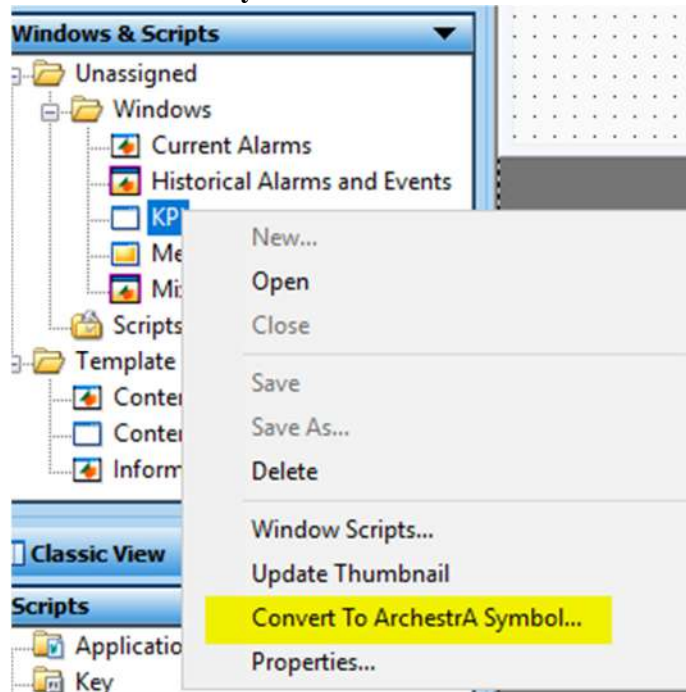 Windows & Scripts
Unassigned
Windows
Current Alarms
Historical Alarms and Events
KP
New...
Me
Open
Mi
Scripts
Close
Template
Save
Conte
Save As...
Conte
Inform
Delete
Window Scripts...
Classic View
Update Thumbnail
Scripts
Convert To ArchestrA Symbol...
Applicatio
Properties...
Key